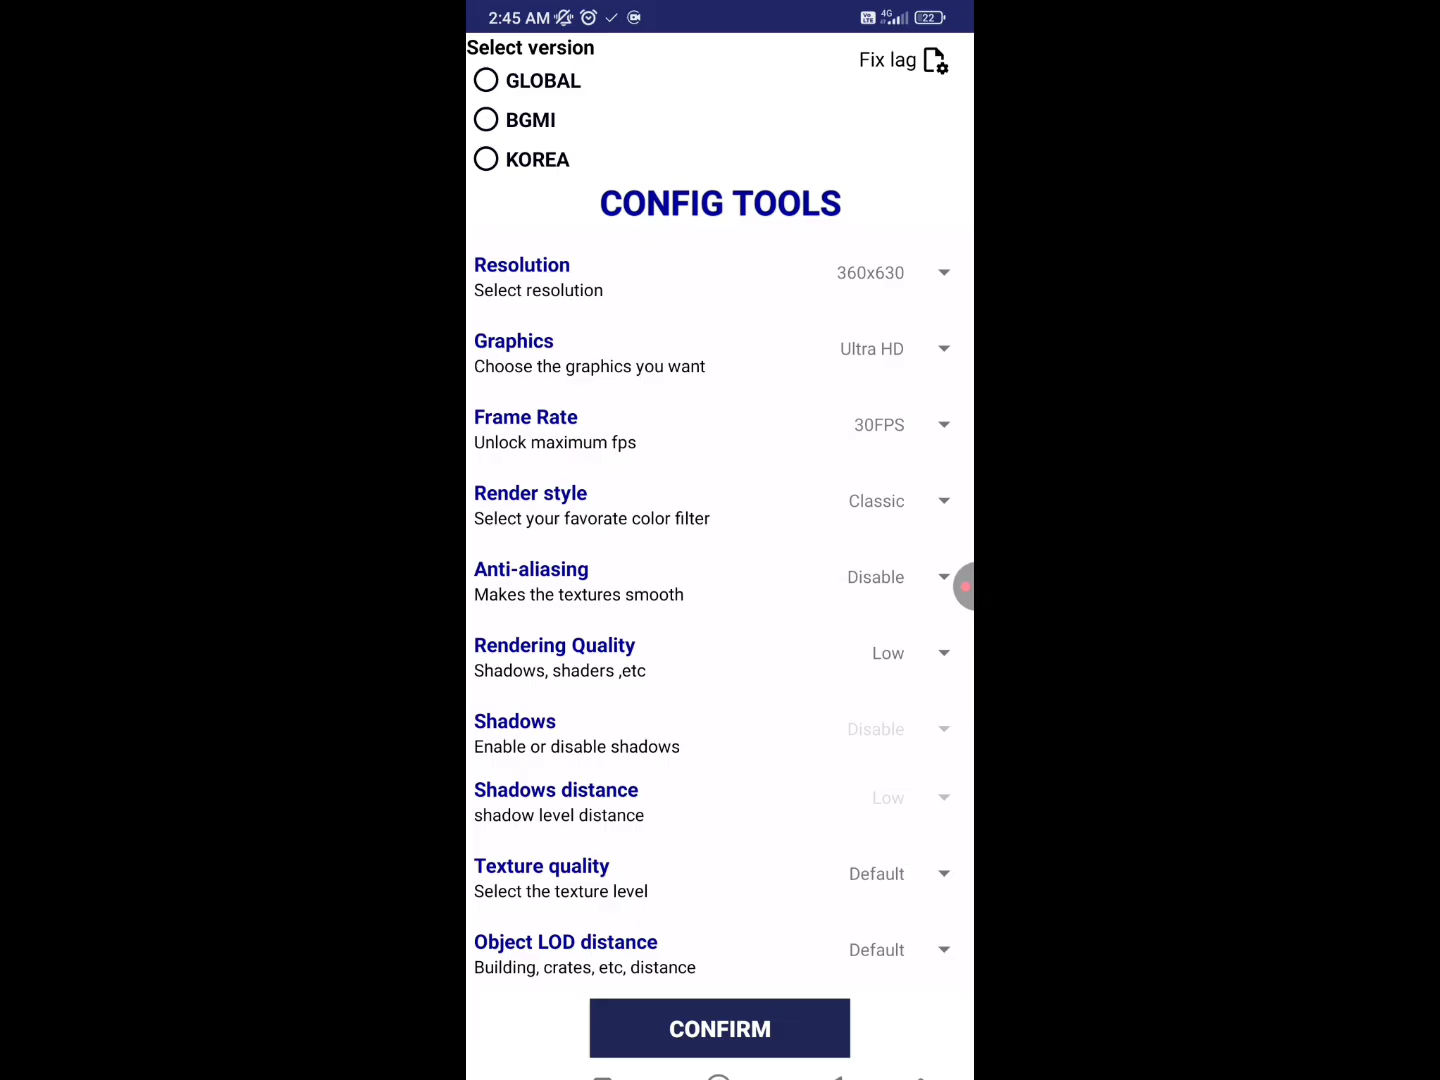 2:45 AM
4G
22
Select version
Fix lag
GLOBAL
BGMI
KOREA
CONFIG TOOLS
Resolution
360x630
Select resolution
Graphics
Ultra HD
Choose the graphics you want
Frame Rate
30FPS
Unlock maximum fps
Render style
Classic
Select your favorate color filter
Anti-aliasing
Disable
Makes the textures smooth
Rendering Quality
Low
Shadows, shaders ,etc
Shadows
Disable
Enable or disable shadows
Shadows distance
Low
shadow level distance
Texture quality
Default
Select the texture level
Object LOD distance
Default
Building, crates, etc, distance
CONFIRM